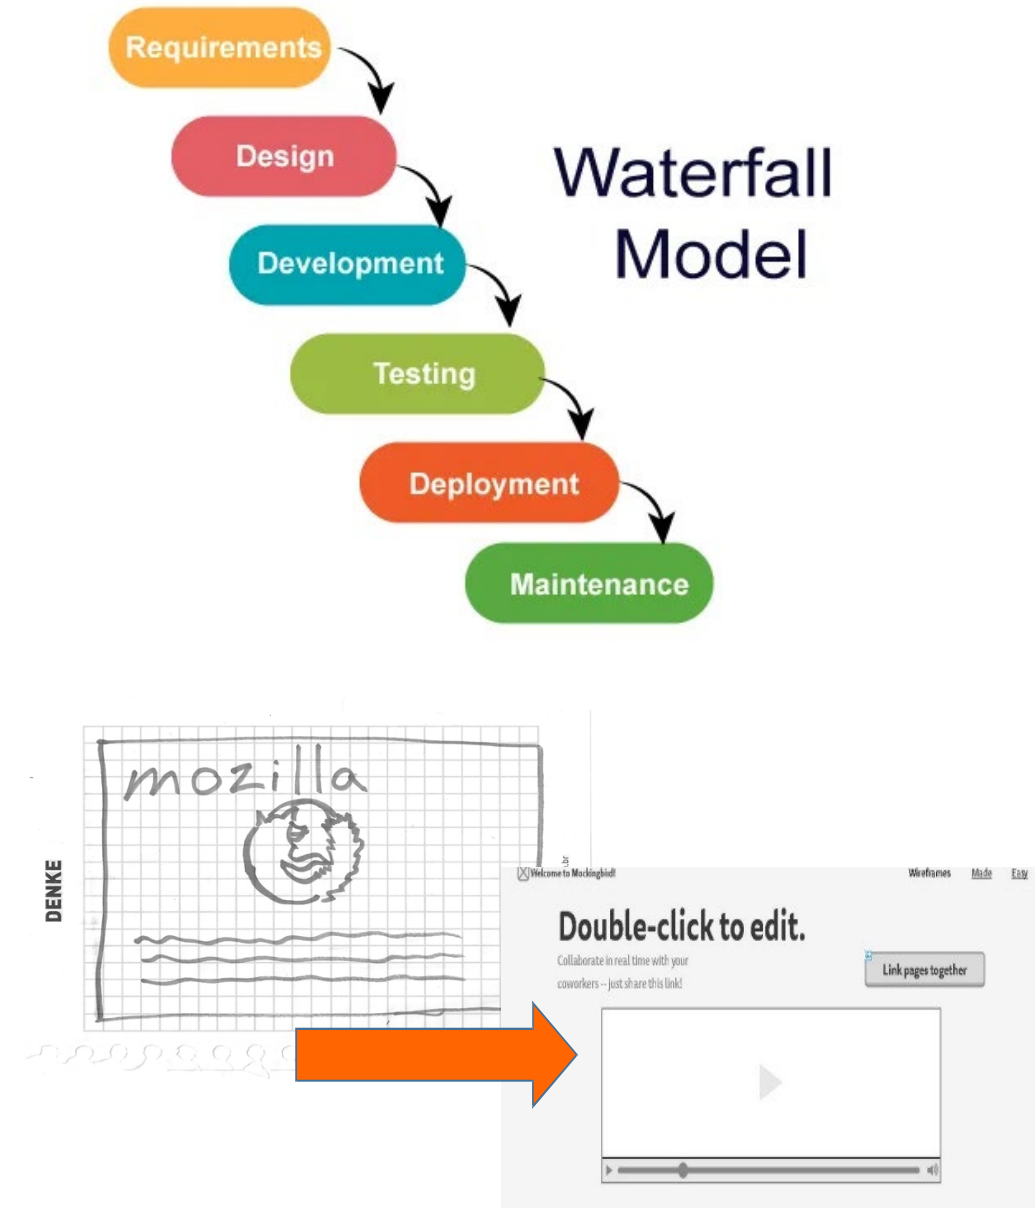 Requirements
Design
Waterfall
Model
Development
Testing
Deployment
Maintenance
mozilla
DENKE
.br
Welcome to Mockingbird!
Wireframes Made Easy
Double-click to edit.
Collaborate in real time with your
coworkers -- just share this link!
Link pages together